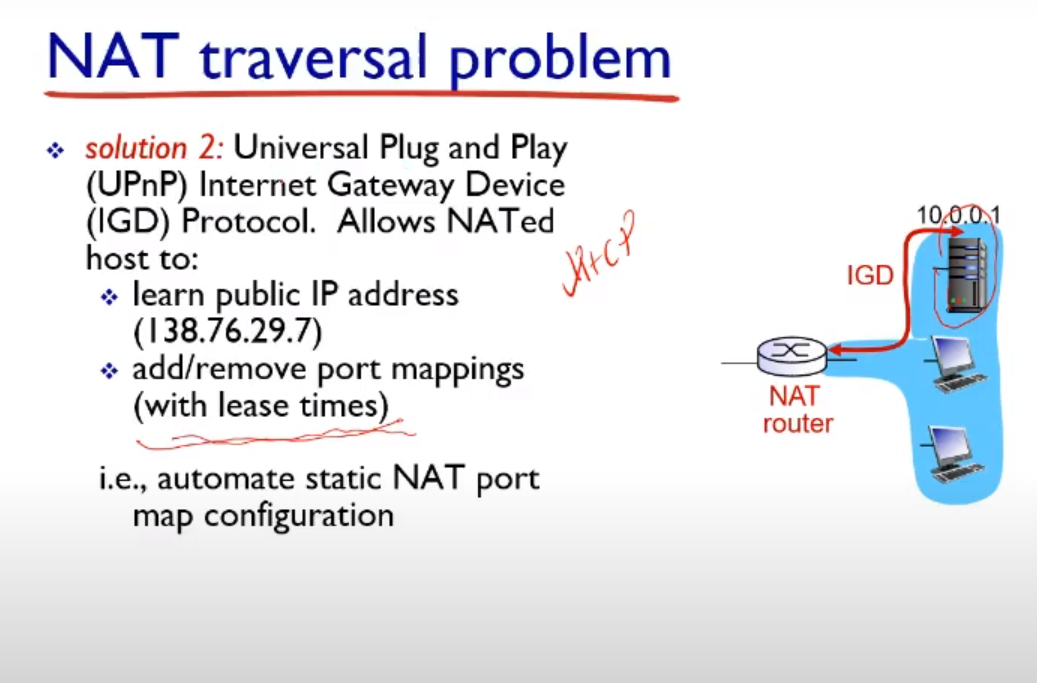 NAT traversal problem
solution 2: Universal Plug and Play
(UPnP) Internet Gateway Device
(IGD) Protocol. Allows NATed
host to:
learn public IP address
(138.76.29.7)
add/remove port mappings
(with lease times)
i.e., automate static NAT port
map configuration
10.0.0.1
IGD
NAT
router